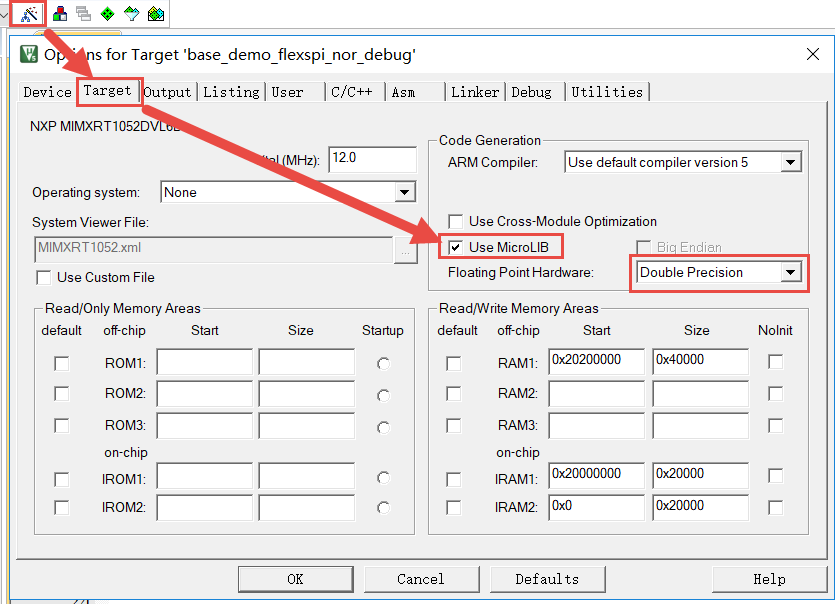 Options for Target 'base_demo_flexspi_nor_debug'
Device Target Output Listing User C/C++ Asm Linker Debug Utilities
NXP
(MHz): 12.0
Operating system: None
System Viewer File:
MIMXRT1052.xml ...
Use Custom File
Code Generation
ARM Compiler: Use default compiler version 5
Use Cross-Module Optimization
Use MicroLIB Big Endian
Floating Point Hardware: Double Precision
Read/Only Memory Areas
default off-chip Start Size Startup
ROM1:
ROM2:
ROM3:
on-chip
IROM1:
IROM2:
Read/Write Memory Areas
default off-chip Start Size NoInit
RAM1: 0x20200000 0x40000
RAM2:
RAM3:
on-chip
IRAM1: 0x20000000 0x20000
IRAM2: 0x0 0x20000
OK Cancel Defaults Help